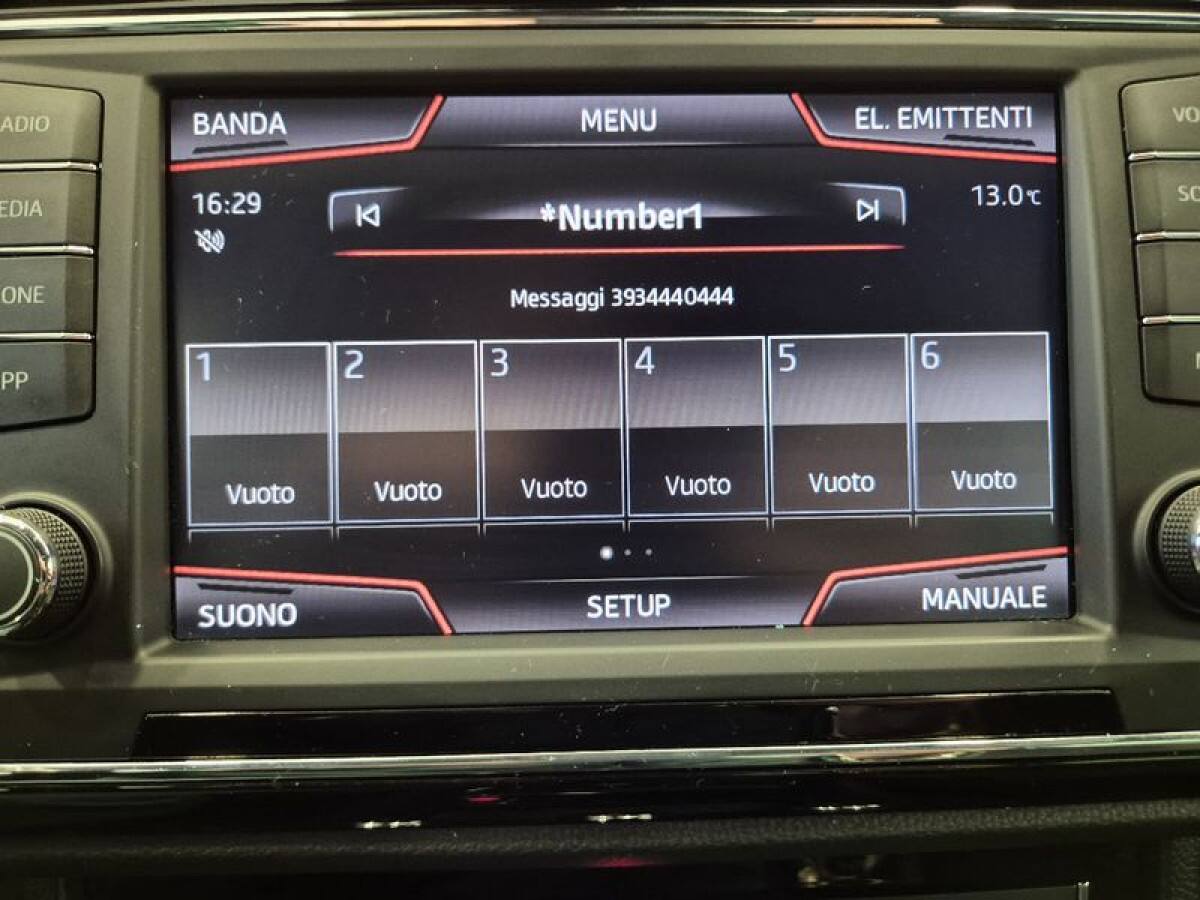 BANDA
MENU
EL. EMITTENTI
16:29
*Number1
13.0°C
Messaggi 3934440444
1
2
3
4
5
6
Vuoto
Vuoto
Vuoto
Vuoto
Vuoto
Vuoto
SUONO
SETUP
MANUALE
ADIO
EDIA
ONE
PP
VO
SO